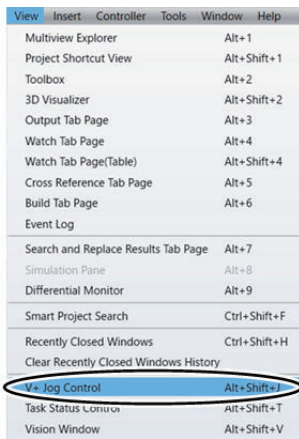 View Insert Controller Tools Window Help
Multiview Explorer Alt+1
Project Shortcut View Alt+Shift+1
Toolbox Alt+2
3D Visualizer Alt+Shift+2
Output Tab Page Alt+3
Watch Tab Page Alt+4
Watch Tab Page(Table) Alt+Shift+4
Cross Reference Tab Page Alt+5
Build Tab Page Alt+6
Event Log
Search and Replace Results Tab Page Alt+7
Simulation Pane Alt+8
Differential Monitor Alt+9
Smart Project Search Ctrl+Shift+F
Recently Closed Windows Ctrl+Shift+H
Clear Recently Closed Windows History
V+ Jog Control Alt+Shift+J
Task Status Control Alt+Shift+T
Vision Window Alt+Shift+V